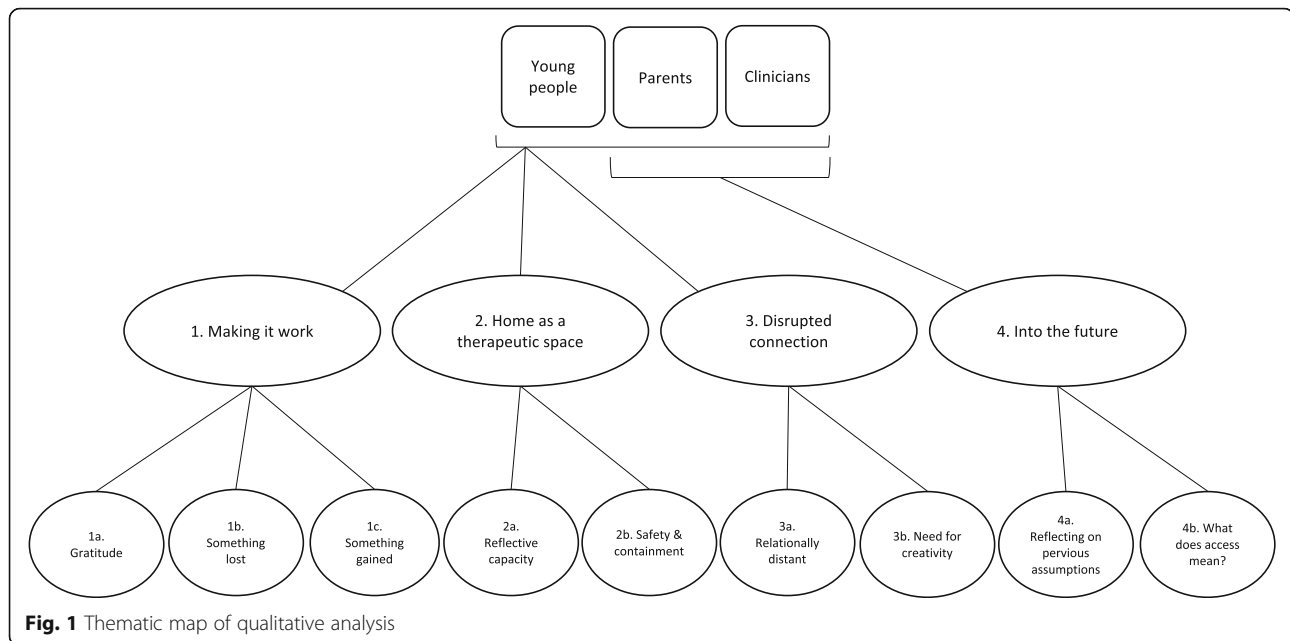 Young
people
Parents
Clinicians
1. Making it work
2. Home as a
therapeutic space
3. Disrupted
connection
4. Into the future
1a.
Gratitude
1b.
Something
lost
1c.
Something
gained
2a.
Reflective
capacity
2b. Safety &
containment
3a.
Relationally
distant
3b. Need for
creativity
4a.
Reflecting on
pervious
assumptions
4b. What
does access
mean?
Fig. 1 Thematic map of qualitative analysis